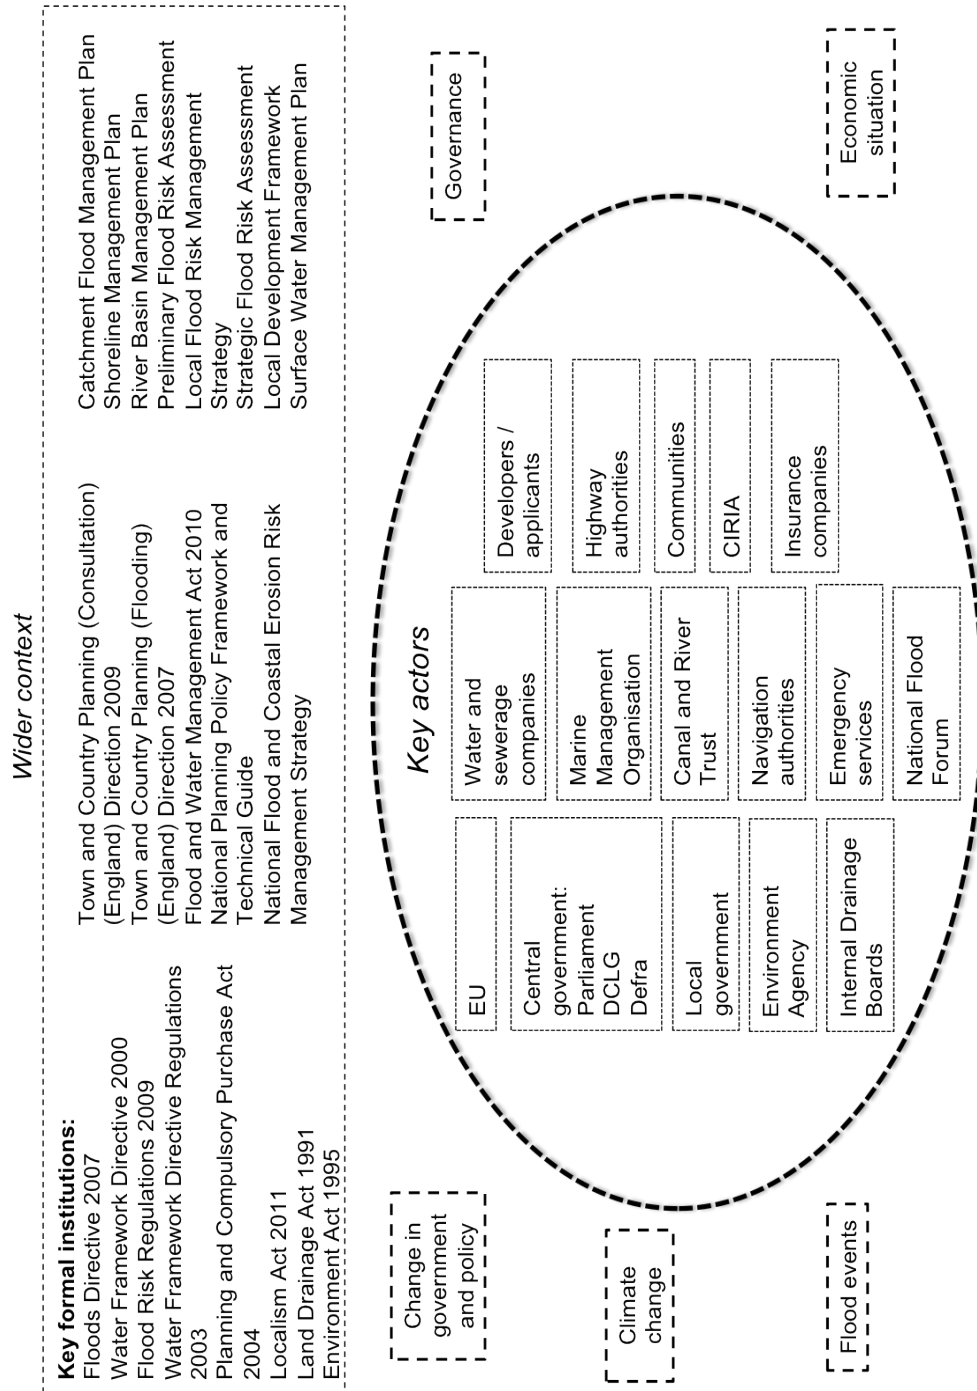 Wider context
Key formal institutions:
Floods Directive 2007
Water Framework Directive 2000
Flood Risk Regulations 2009
Water Framework Directive Regulations
2003
Planning and Compulsory Purchase Act
2004
Localism Act 2011
Land Drainage Act 1991
Environment Act 1995
Town and Country Planning (Consultation)
(England) Direction 2009
Town and Country Planning (Flooding)
(England) Direction 2007
Flood and Water Management Act 2010
National Planning Policy Framework and
Technical Guide
National Flood and Coastal Erosion Risk
Management Strategy
Catchment Flood Management Plan
Shoreline Management Plan
River Basin Management Plan
Preliminary Flood Risk Assessment
Local Flood Risk Management
Strategy
Strategic Flood Risk Assessment
Local Development Framework
Surface Water Management Plan
Change in
government
and policy
Climate
change
Flood events
Key actors
EU
Central
government:
Parliament
DCLG
Defra
Local
government
Environment
Agency
Internal Drainage
Boards
Water and
sewerage
companies
Marine
Management
Organisation
Canal and River
Trust
Navigation
authorities
Emergency
services
National Flood
Forum
Developers /
applicants
Highway
authorities
Communities
CIRIA
Insurance
companies
Governance
Economic
situation